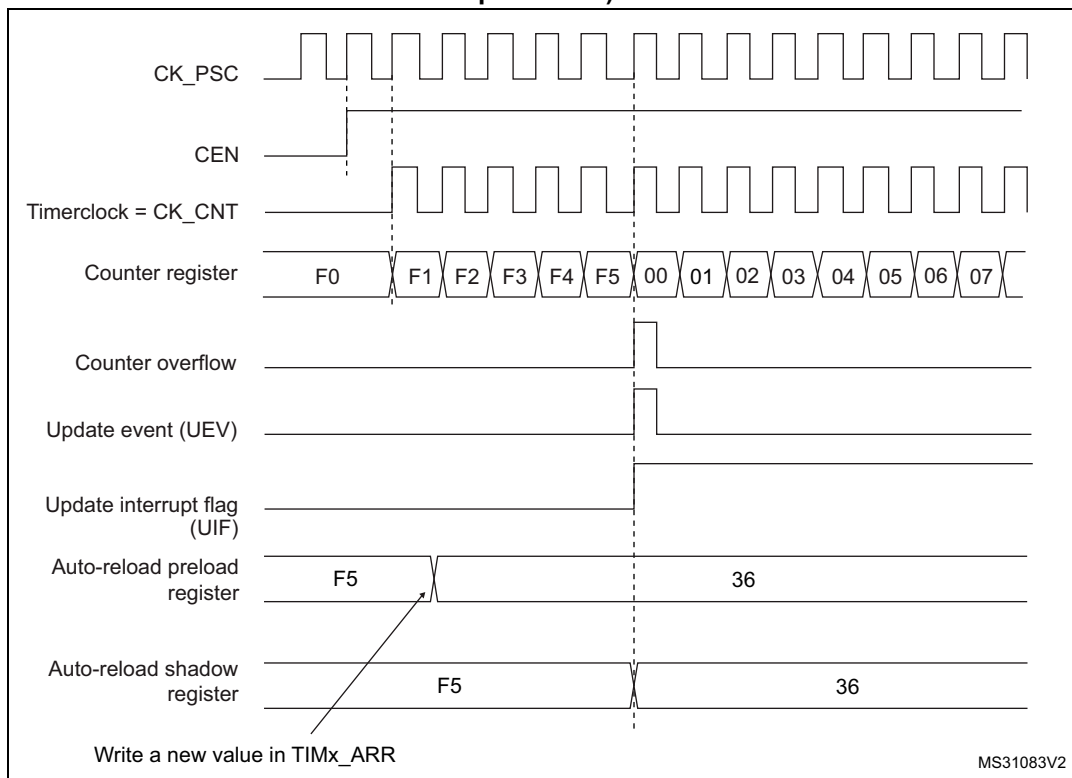 CK_PSC
CEN
Timerclock = CK_CNT
Counter register F0 F1 F2 F3 F4 F5 00 01 02 03 04 05 06 07
Counter overflow
Update event (UEV)
Update interrupt flag
(UIF)
Auto-reload preload
register
F5 36
Auto-reload shadow
register
F5 36
Write a new value in TIMx_ARR
MS31083V2